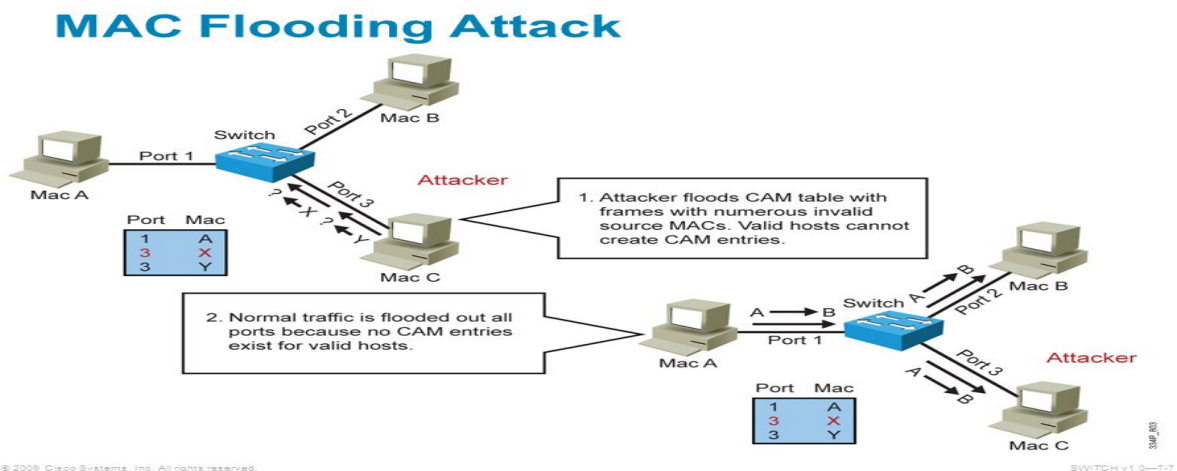 MAC Flooding Attack
Switch
Port 2
Mac B
Port 1
Mac A
Port 3
Attacker
? X ? Y
Mac C
Port Mac
1 A
3 X
3 Y
1. Attacker floods CAM table with
frames with numerous invalid
source MACs. Valid hosts cannot
create CAM entries.
2. Normal traffic is flooded out all
ports because no CAM entries
exist for valid hosts.
A B
Mac A
Port 1
Switch
A B
Port 2
Mac B
Port 3
A B
Attacker
Mac C
Port Mac
1 A
3 X
3 Y
334P_803
© 2009 Cisco Systems, Inc. All rights reserved.
SWITCH v1.0—7-7